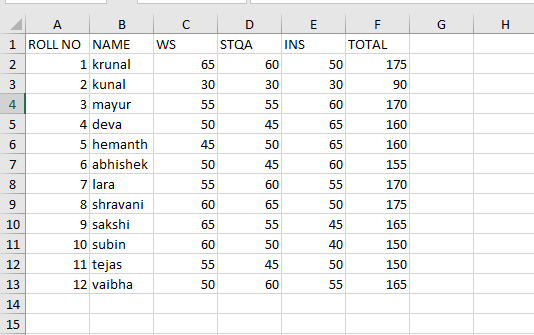 A B C D E F G H
1 ROLL NO NAME WS STQA INS TOTAL
2 1 krunal 65 60 50 175
3 2 kunal 30 30 30 90
4 3 mayur 55 55 60 170
5 4 deva 50 45 65 160
6 5 hemanth 45 50 65 160
7 6 abhishek 50 45 60 155
8 7 lara 55 60 55 170
9 8 shravani 60 65 50 175
10 9 sakshi 65 55 45 165
11 10 subin 60 50 40 150
12 11 tejas 55 45 50 150
13 12 vaibha 50 60 55 165
14
15